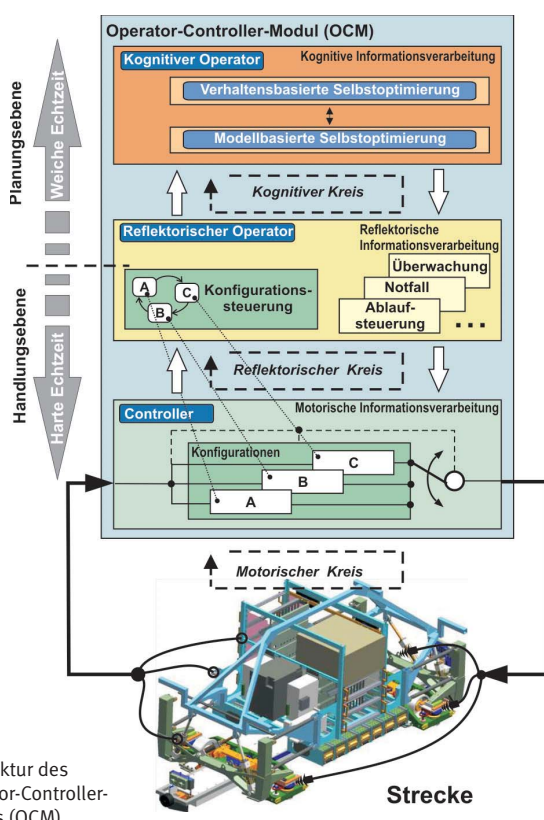 Operator-Controller-Modul (OCM)
Kognitiver Operator
Kognitive Informationsverarbeitung
Verhaltensbasierte Selbstoptimierung
Modellbasierte Selbstoptimierung
Planungsebene
Weiche Echtzeit
Kognitiver Kreis
Reflektorischer Operator
Reflektorische
Informationsverarbeitung
A
C
B
Konfigurations-
steuerung
Überwachung
Notfall
Ablauf-
steuerung
...
Handlungsebene
Harte Echtzeit
Reflektorischer Kreis
Controller
Motorische Informationsverarbeitung
Konfigurationen
C
B
A
Motorischer Kreis
Strecke
ktur des
or-Controller-
s (OCM)